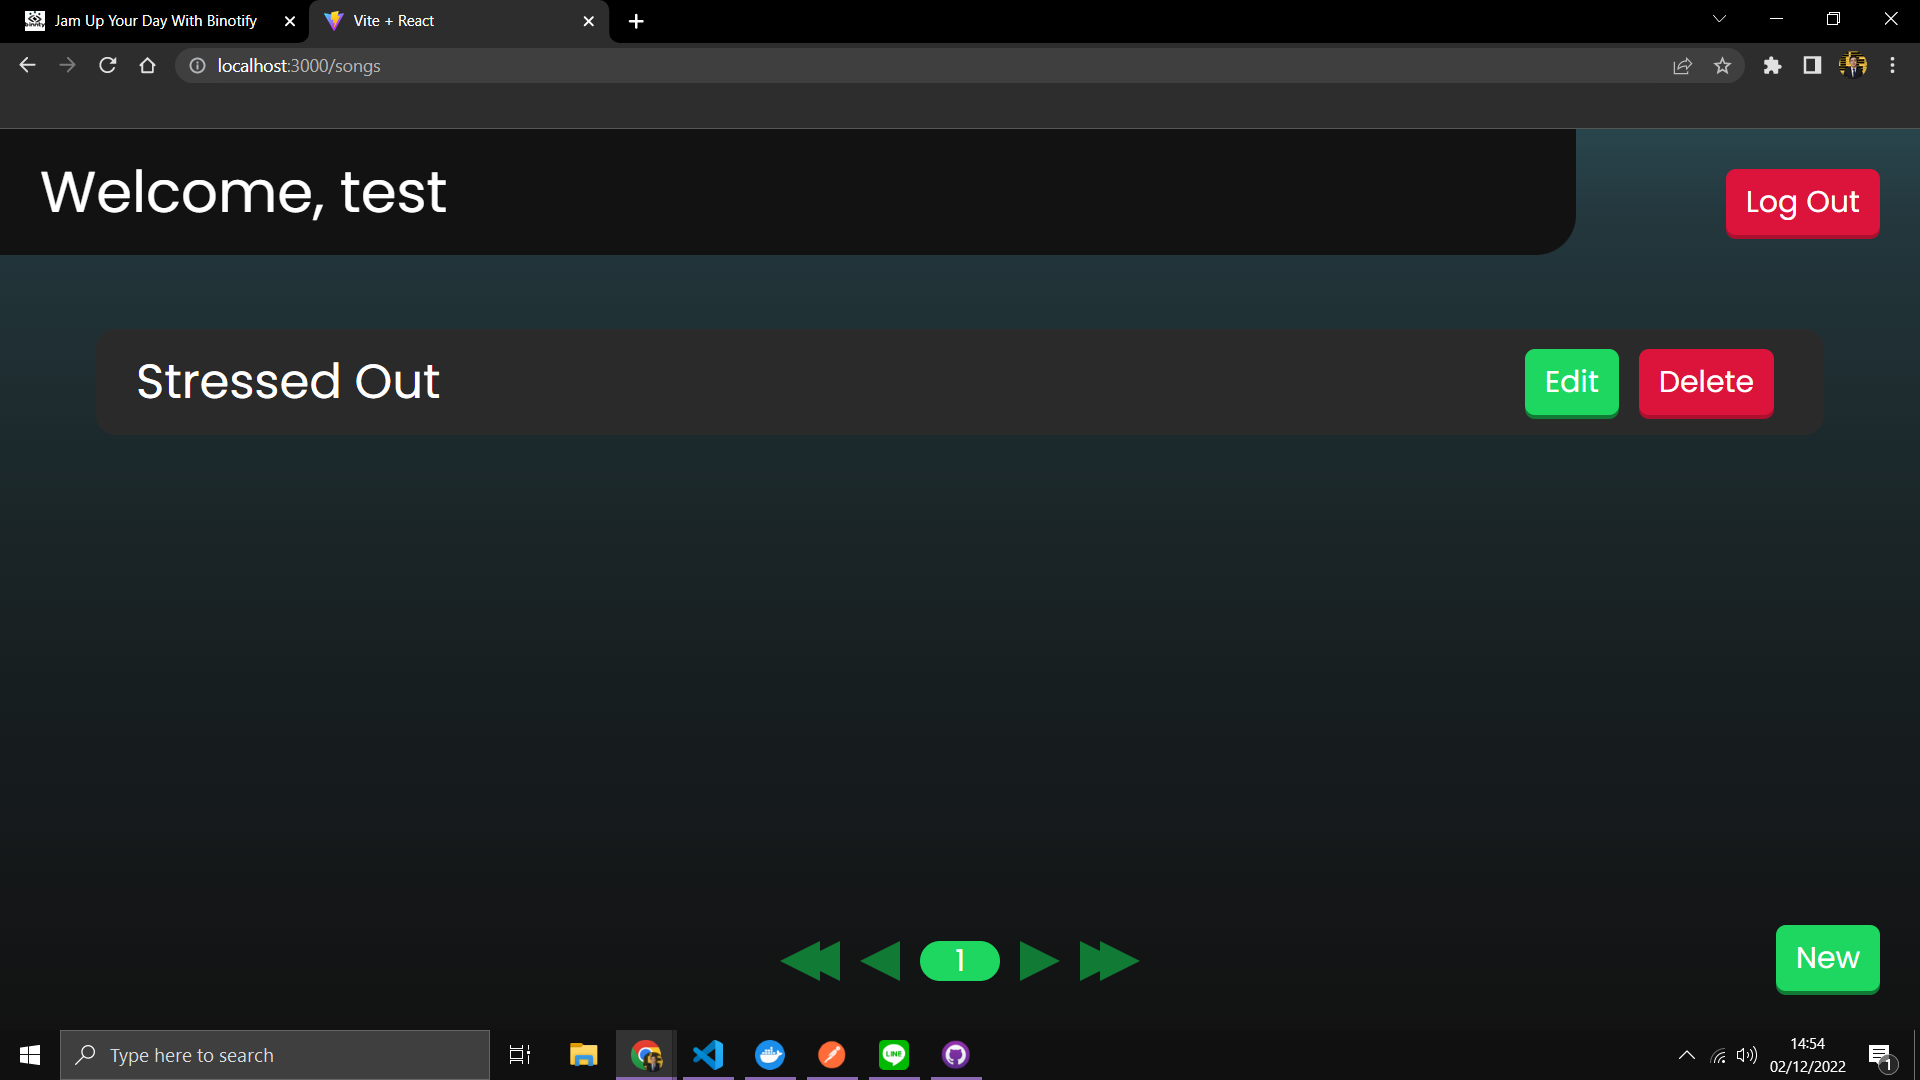 Jam Up Your Day With Binotify
Vite + React
localhost:3000/songs
Welcome, test
Log Out
Stressed Out
Edit
Delete
1
New
Type here to search
LINE
14:54
02/12/2022
1